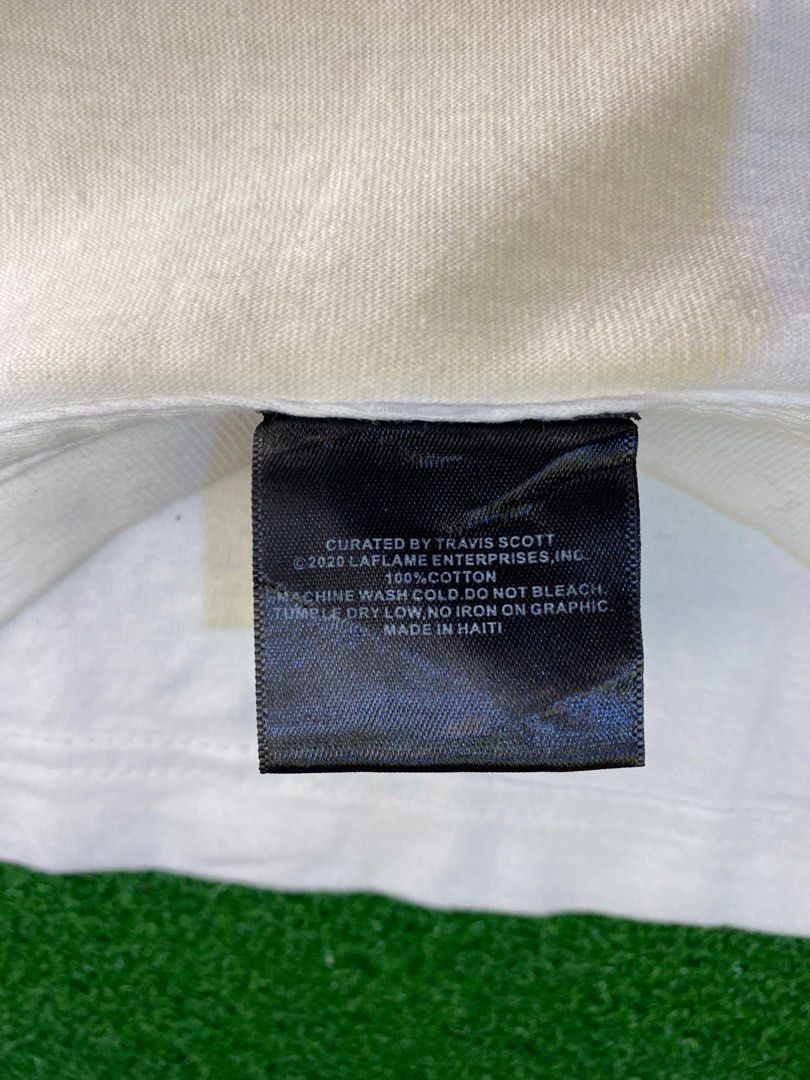 CURATED BY TRAVIS SCOTT
©2020 LAFLAME ENTERPRISES,INC.
100%COTTON
MACHINE WASH COLD.DO NOT BLEACH.
TUMBLE DRY LOW,NO IRON ON GRAPHIC
MADE IN HAITI